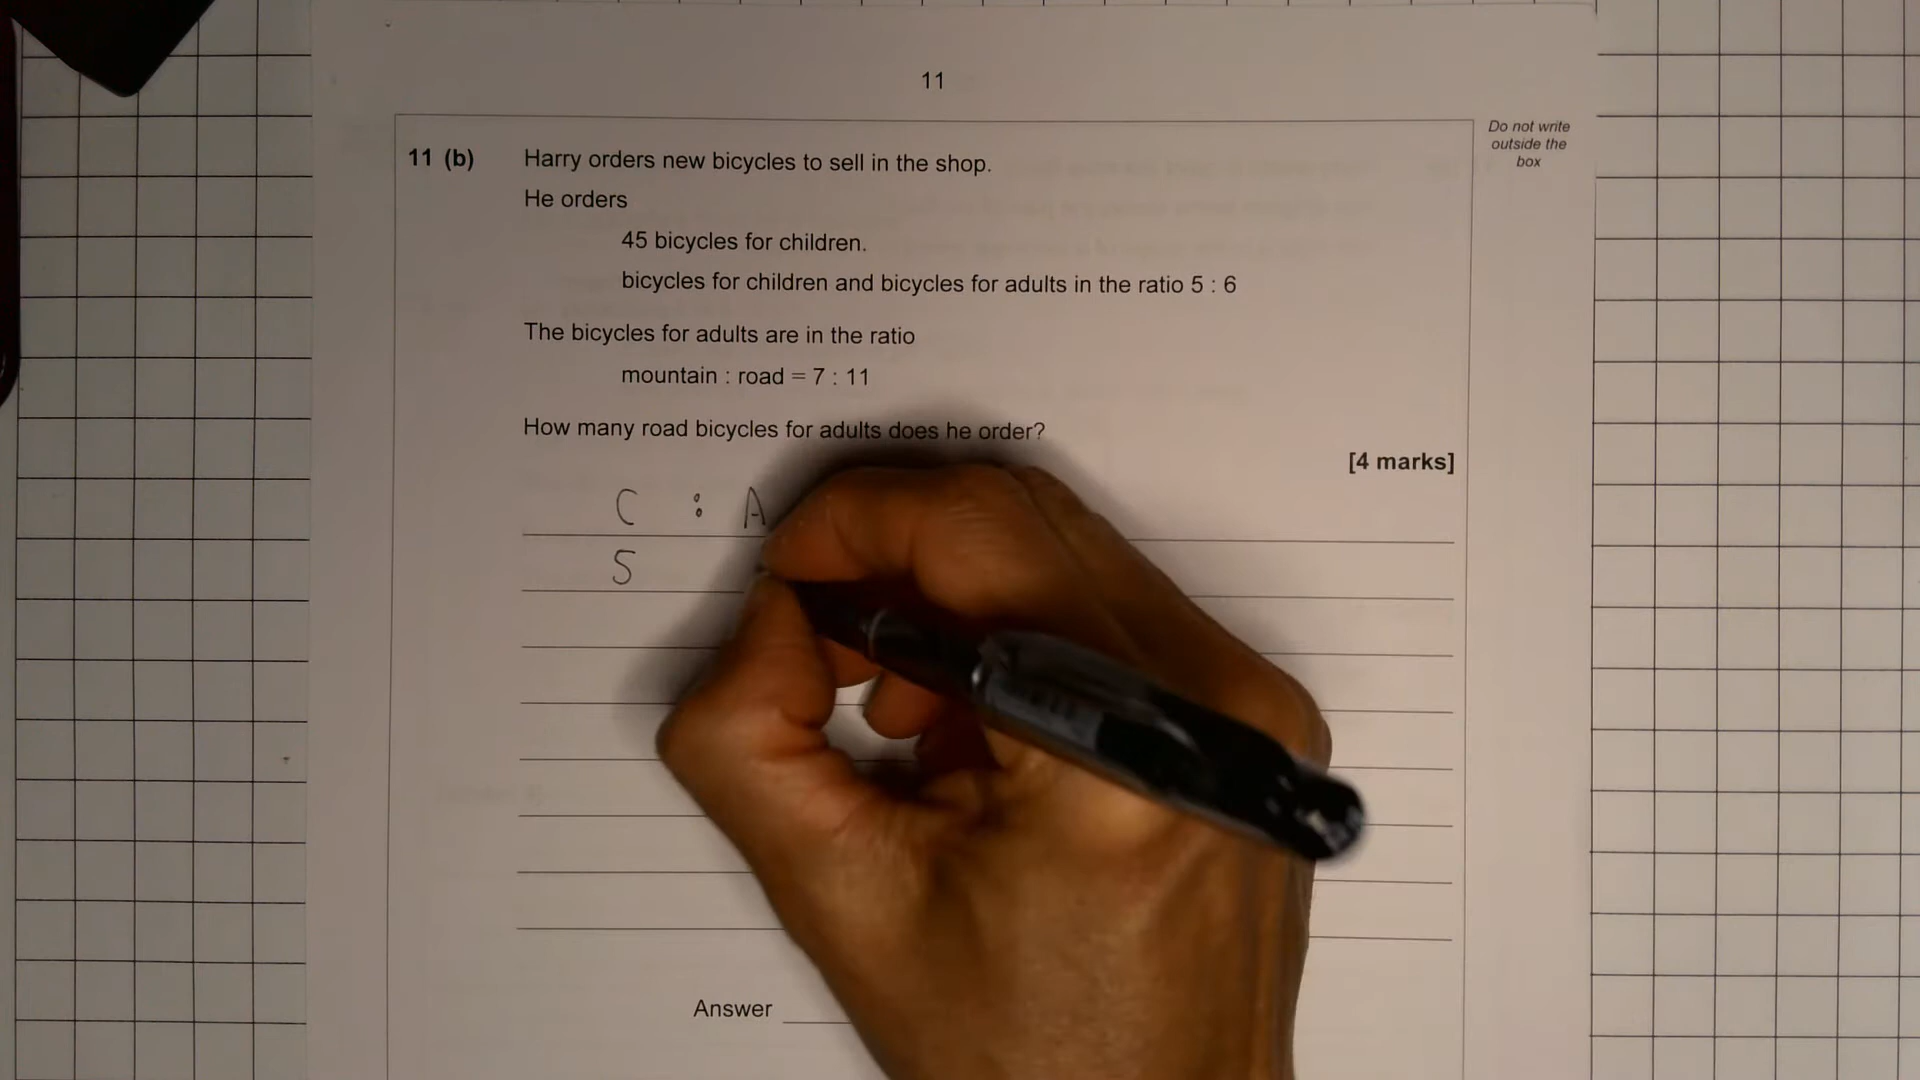 11
Do not write
outside the
box
11 (b) Harry orders new bicycles to sell in the shop.
He orders
45 bicycles for children.
bicycles for children and bicycles for adults in the ratio 5 : 6
The bicycles for adults are in the ratio
mountain : road = 7 : 11
How many road bicycles for adults does he order?
[4 marks]
C : A
5
Answer